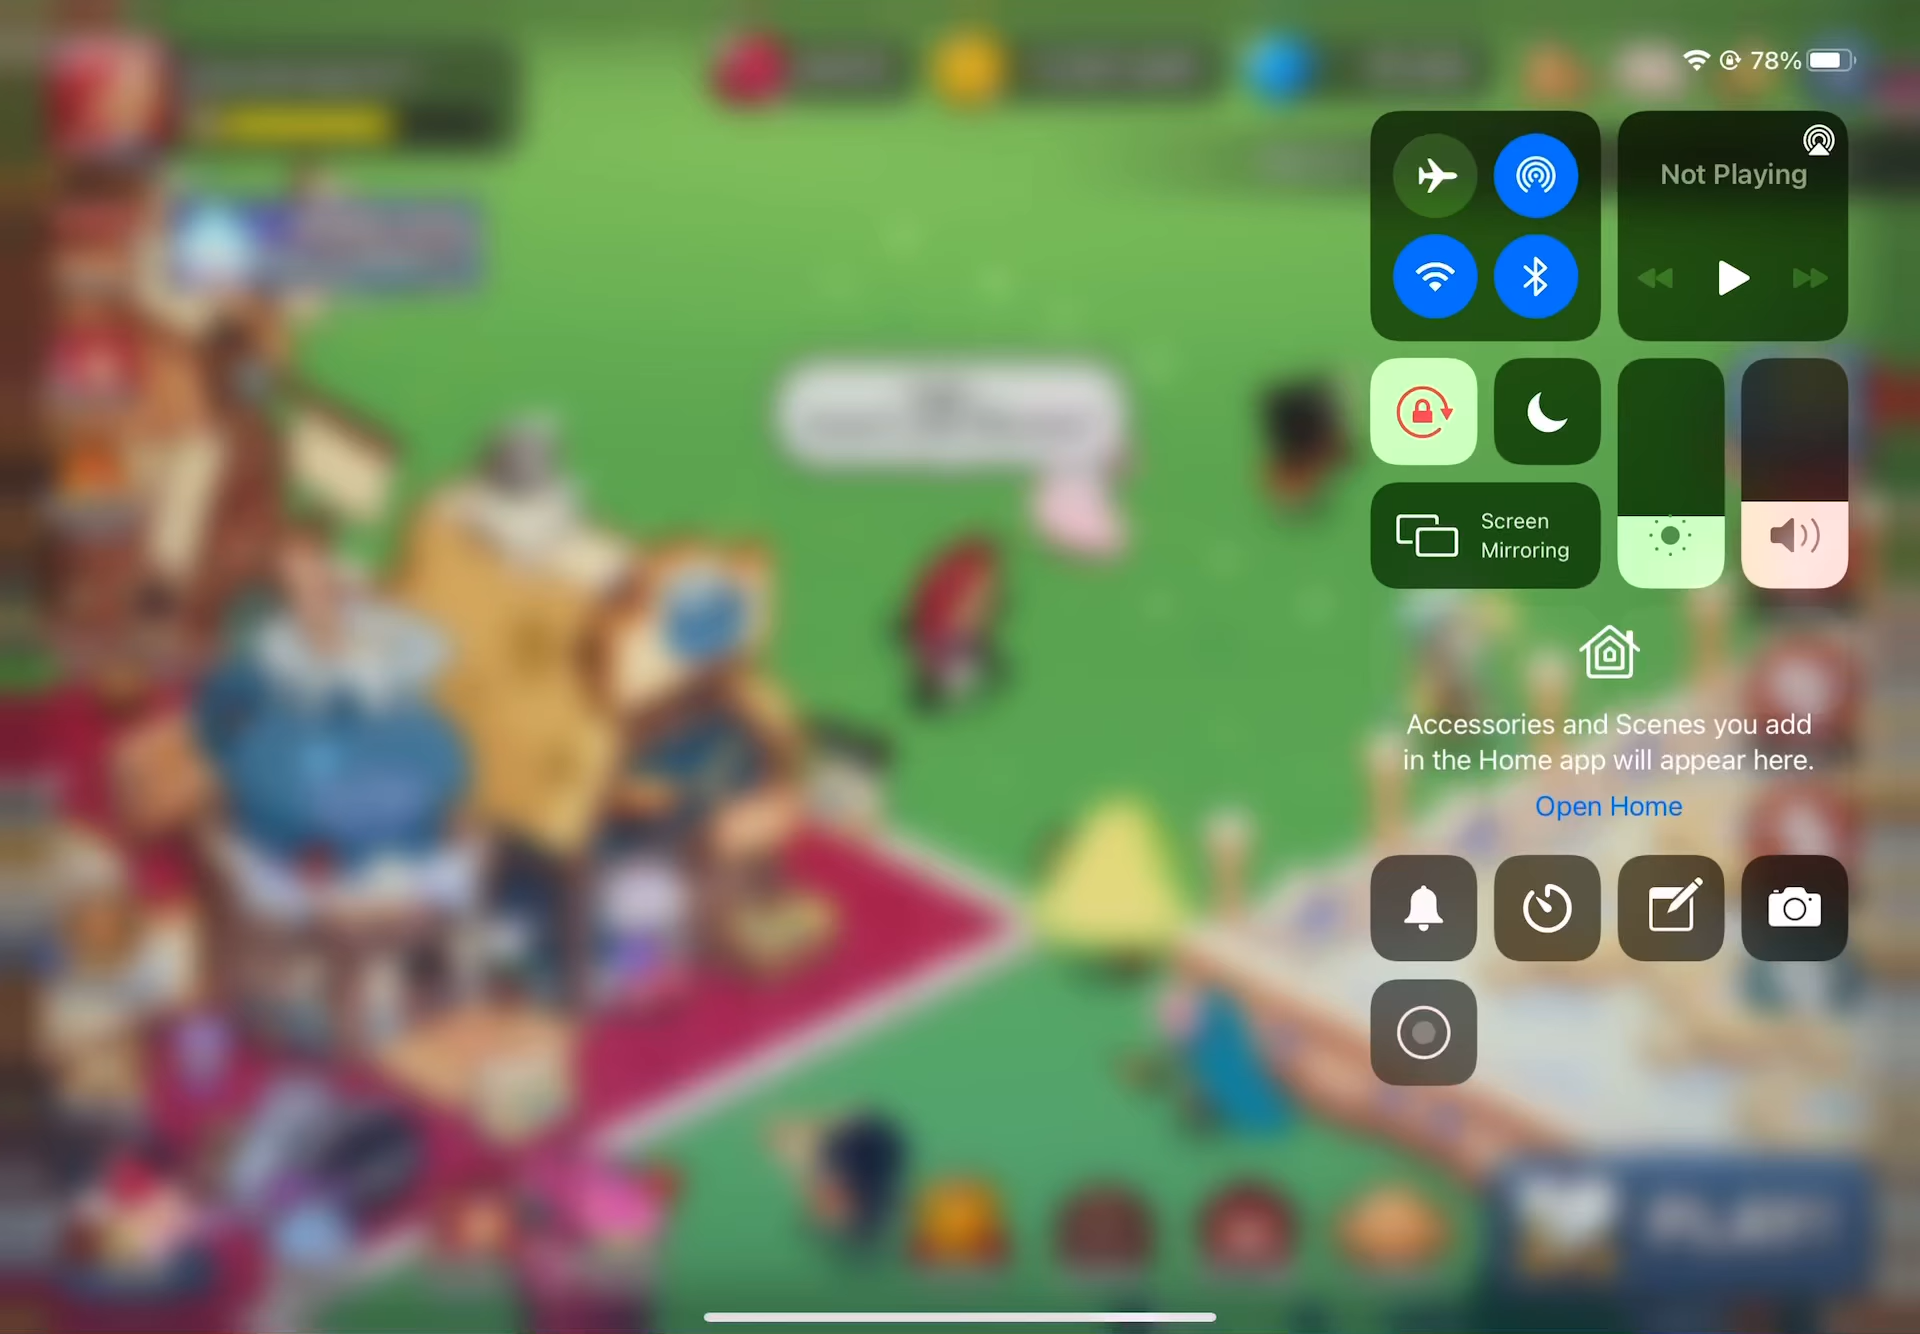 78%
Not Playing
Screen
Mirroring
Accessories and Scenes you add
in the Home app will appear here.
Open Home